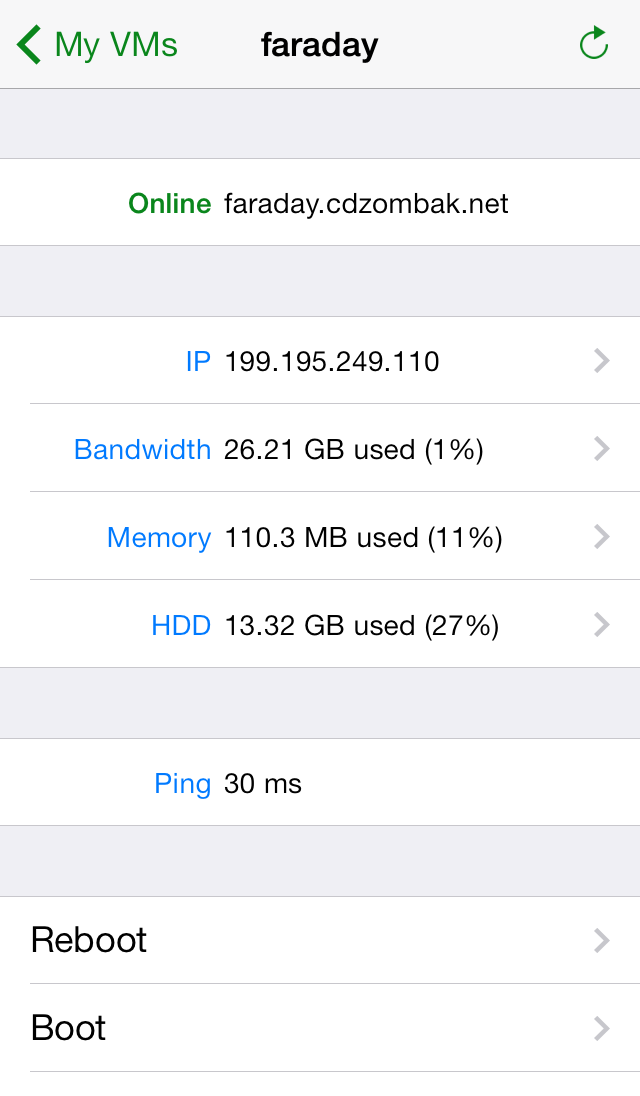 My VMs faraday
Online faraday.cdzombak.net
IP 199.195.249.110
Bandwidth 26.21 GB used (1%)
Memory 110.3 MB used (11%)
HDD 13.32 GB used (27%)
Ping 30 ms
Reboot
Boot